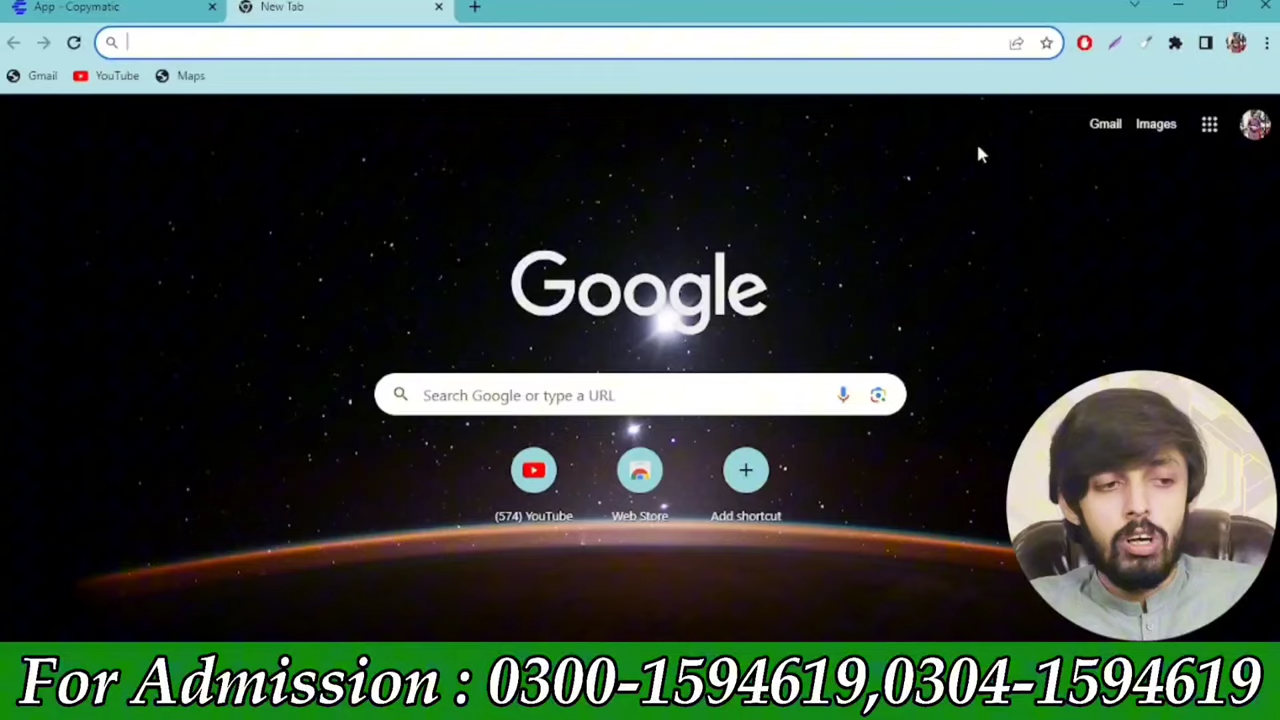 App - Copymatic
New Tab
Gmail
YouTube
Maps
Gmail Images
Google
Search Google or type a URL
(574) YouTube
Web Store
Add shortcut
For Admission : 0300-1594619,0304-1594619